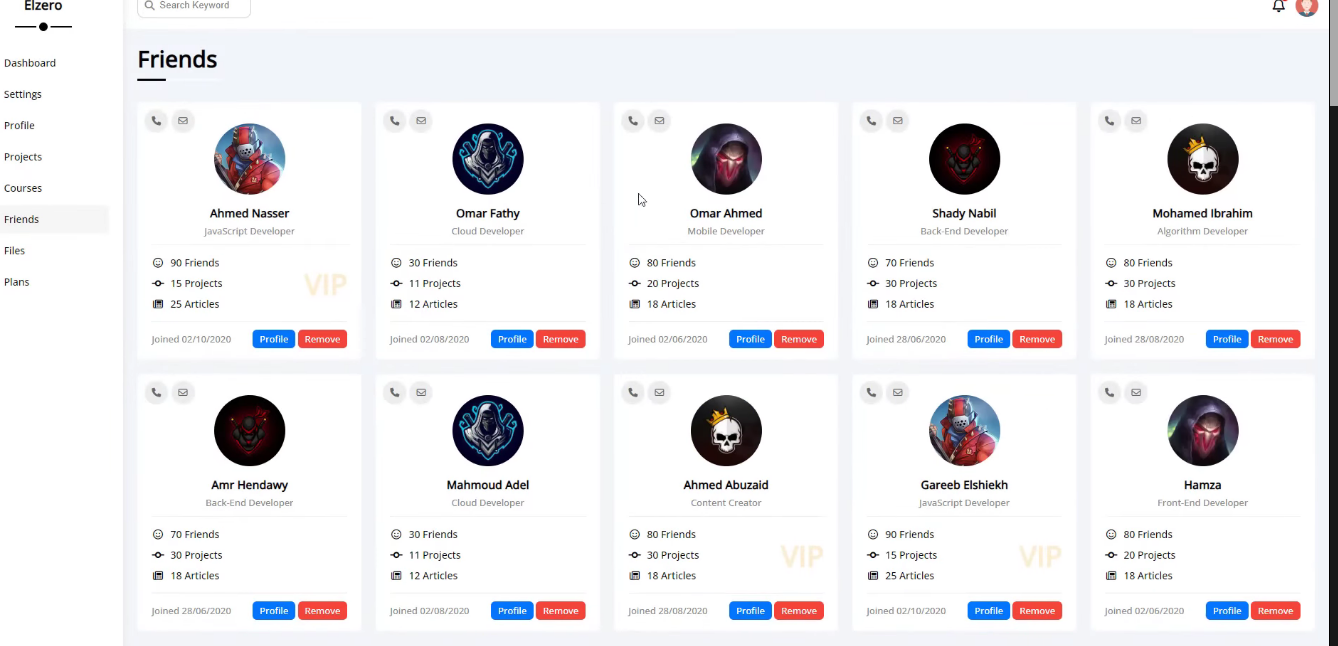 Elzero
Search Keyword
Dashboard
Settings
Profile
Projects
Courses
Friends
Files
Plans
Friends
Ahmed Nasser
JavaScript Developer
90 Friends
15 Projects
25 Articles
VIP
Joined 02/10/2020 Profile Remove
Omar Fathy
Cloud Developer
30 Friends
11 Projects
12 Articles
Joined 02/08/2020 Profile Remove
Omar Ahmed
Mobile Developer
80 Friends
20 Projects
18 Articles
Joined 02/06/2020 Profile Remove
Shady Nabil
Back-End Developer
70 Friends
30 Projects
18 Articles
Joined 28/06/2020 Profile Remove
Mohamed Ibrahim
Algorithm Developer
80 Friends
30 Projects
18 Articles
Joined 28/08/2020 Profile Remove
Amr Hendawy
Back-End Developer
70 Friends
30 Projects
18 Articles
Joined 28/06/2020 Profile Remove
Mahmoud Adel
Cloud Developer
30 Friends
11 Projects
12 Articles
Joined 02/08/2020 Profile Remove
Ahmed Abuzaid
Content Creator
80 Friends
30 Projects
18 Articles
VIP
Joined 28/08/2020 Profile Remove
Gareeb Elshiekh
JavaScript Developer
90 Friends
15 Projects
25 Articles
VIP
Joined 02/10/2020 Profile Remove
Hamza
Front-End Developer
80 Friends
20 Projects
18 Articles
Joined 02/06/2020 Profile Remove